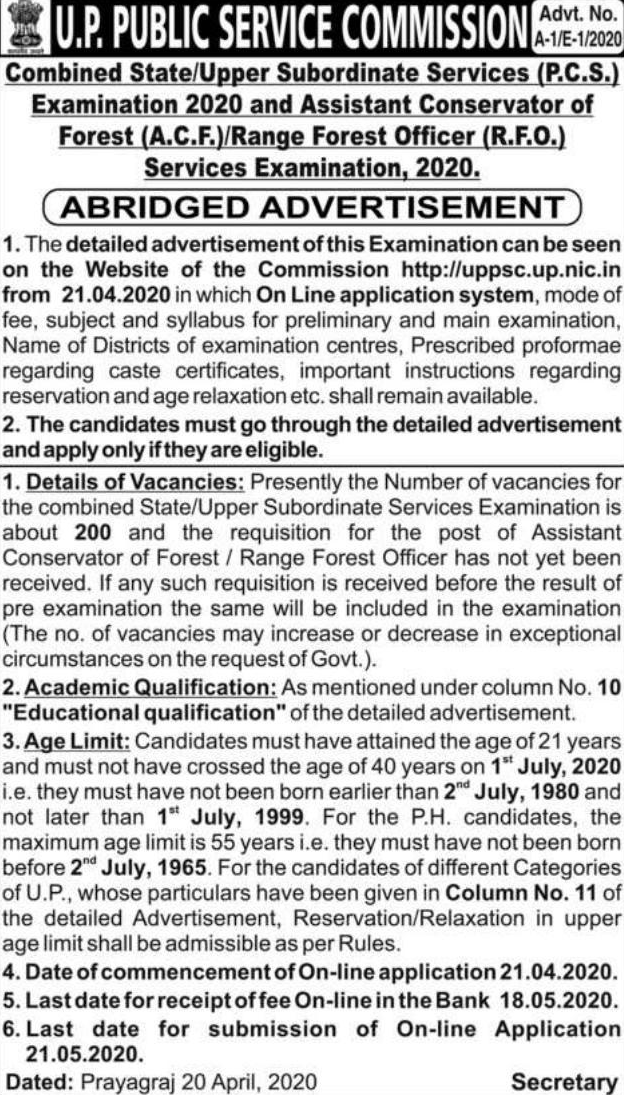 U.P. PUBLIC SERVICE COMMISSION
Advt. No.
A-1/E-1/2020
Combined State/Upper Subordinate Services (P.C.S.)
Examination 2020 and Assistant Conservator of
Forest (A.C.F.)/Range Forest Officer (R.F.O.)
Services Examination, 2020.
ABRIDGED ADVERTISEMENT
1. The detailed advertisement of this Examination can be seen
on the Website of the Commission http://uppsc.up.nic.in
from 21.04.2020 in which On Line application system, mode of
fee, subject and syllabus for preliminary and main examination,
Name of Districts of examination centres, Prescribed proformae
regarding caste certificates, important instructions regarding
reservation and age relaxation etc. shall remain available.
2. The candidates must go through the detailed advertisement
and apply only if they are eligible.
1. Details of Vacancies: Presently the Number of vacancies for
the combined State/Upper Subordinate Services Examination is
about 200 and the requisition for the post of Assistant
Conservator of Forest / Range Forest Officer has not yet been
received. If any such requisition is received before the result of
pre examination the same will be included in the examination
(The no. of vacancies may increase or decrease in exceptional
circumstances on the request of Govt.).
2. Academic Qualification: As mentioned under column No. 10
"Educational qualification" of the detailed advertisement.
3. Age Limit: Candidates must have attained the age of 21 years
and must not have crossed the age of 40 years on 1st July, 2020
i.e. they must have not been born earlier than 2nd July, 1980 and
not later than 1st July, 1999. For the P.H. candidates, the
maximum age limit is 55 years i.e. they must have not been born
before 2nd July, 1965. For the candidates of different Categories
of U.P., whose particulars have been given in Column No. 11 of
the detailed Advertisement, Reservation/Relaxation in upper
age limit shall be admissible as per Rules.
4. Date of commencement of On-line application 21.04.2020.
5. Last date for receipt of fee On-line in the Bank 18.05.2020.
6. Last date for submission of On-line Application
21.05.2020.
Dated: Prayagraj 20 April, 2020 Secretary